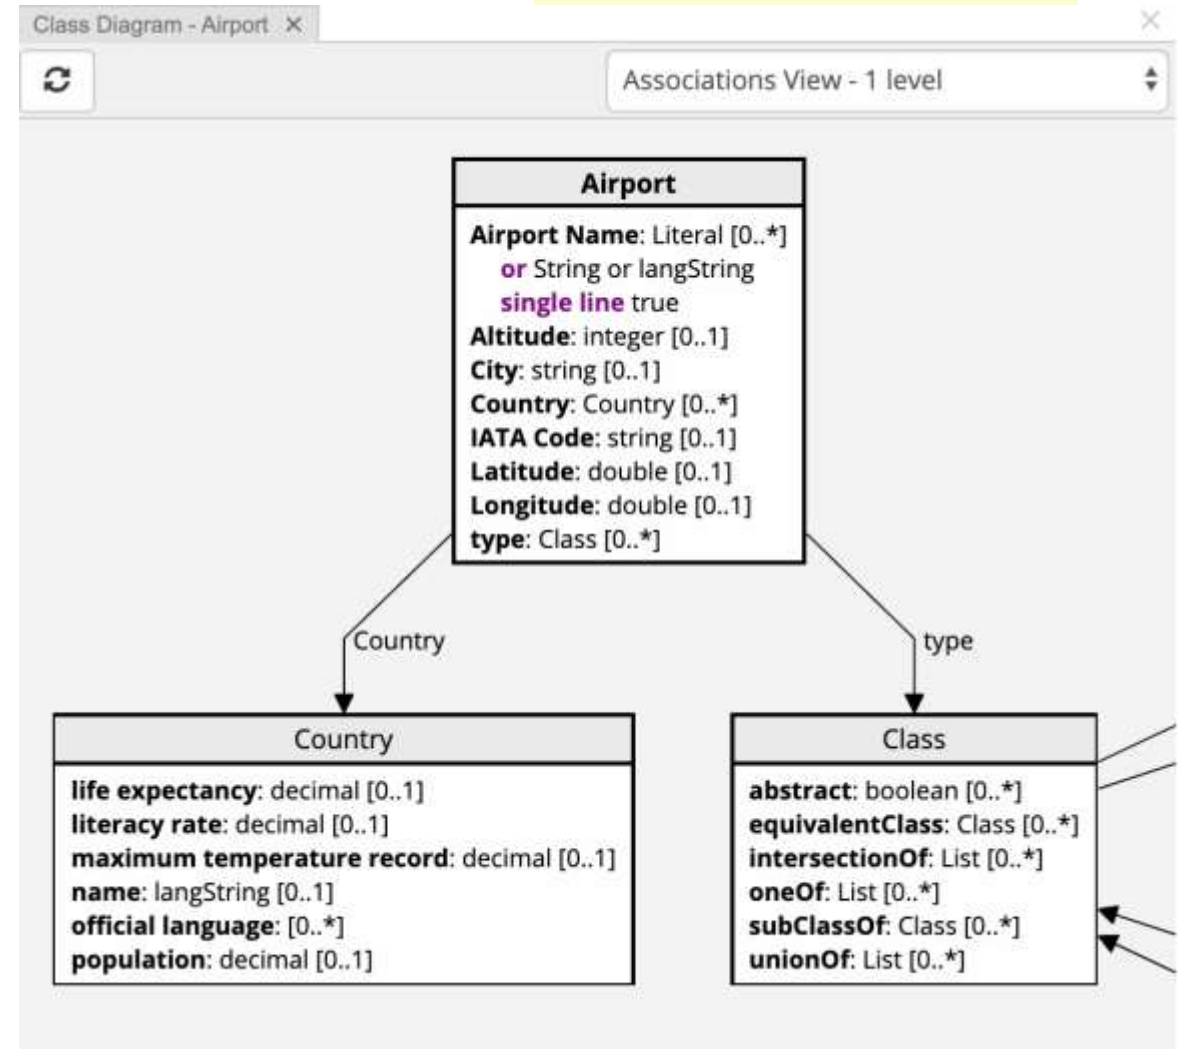 Class Diagram - Airport ×
Associations View - 1 level
Airport
Airport Name: Literal [0..*]
or String or langString
single line true
Altitude: integer [0..1]
City: string [0..1]
Country: Country [0..*]
IATA Code: string [0..1]
Latitude: double [0..1]
Longitude: double [0..1]
type: Class [0..*]
Country
type
Country
life expectancy: decimal [0..1]
literacy rate: decimal [0..1]
maximum temperature record: decimal [0..1]
name: langString [0..1]
official language: [0..*]
population: decimal [0..1]
Class
abstract: boolean [0..*]
equivalentClass: Class [0..*]
intersectionOf: List [0..*]
oneOf: List [0..*]
subClassOf: Class [0..*]
unionOf: List [0..*]